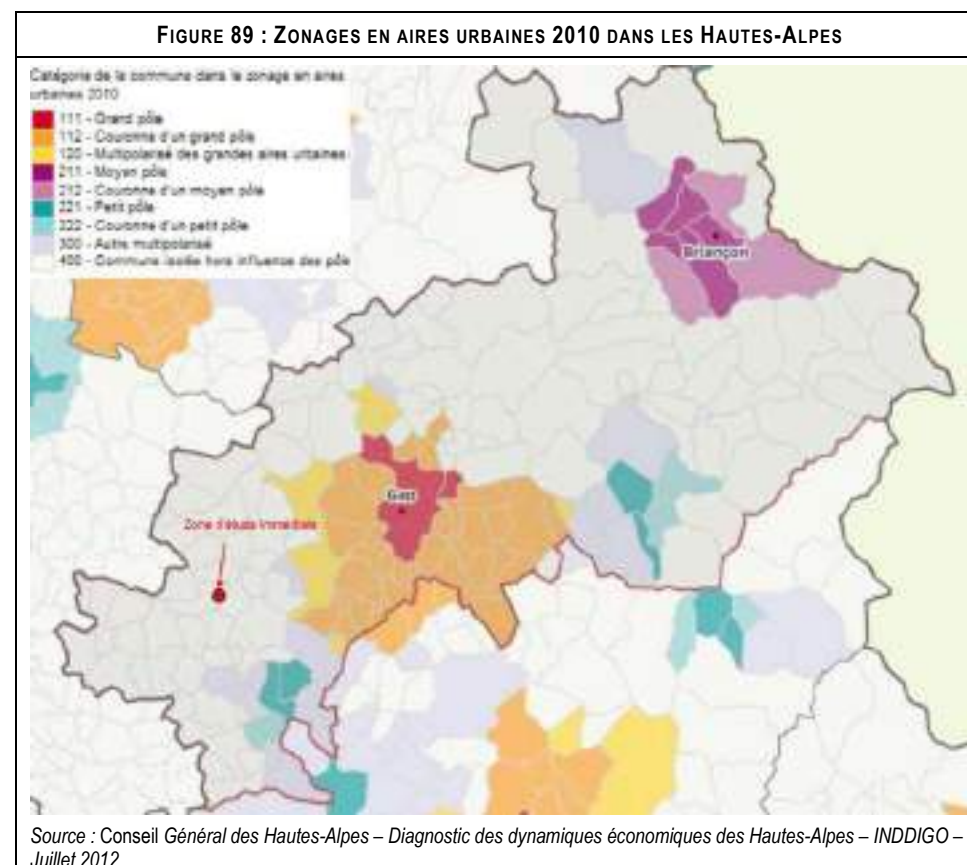 FIGURE 89 : ZONAGES EN AIRES URBAINES 2010 DANS LES HAUTES-ALPES
Catégorie de la commune dans le zonage en aires
urbaines 2010
111 - Grand pôle
112 - Couronne d'un grand pôle
120 - Multipolarisé des grandes aires urbaines
211 - Moyen pôle
212 - Couronne d'un moyen pôle
221 - Petit pôle
222 - Couronne d'un petit pôle
300 - Autre multipolarisé
400 - Commune isolée hors influence des pôle
Briançon
Gap
Zone d'étude immédiate
Source : Conseil Général des Hautes-Alpes – Diagnostic des dynamiques économiques des Hautes-Alpes – INDDIGO –
Juillet 2012